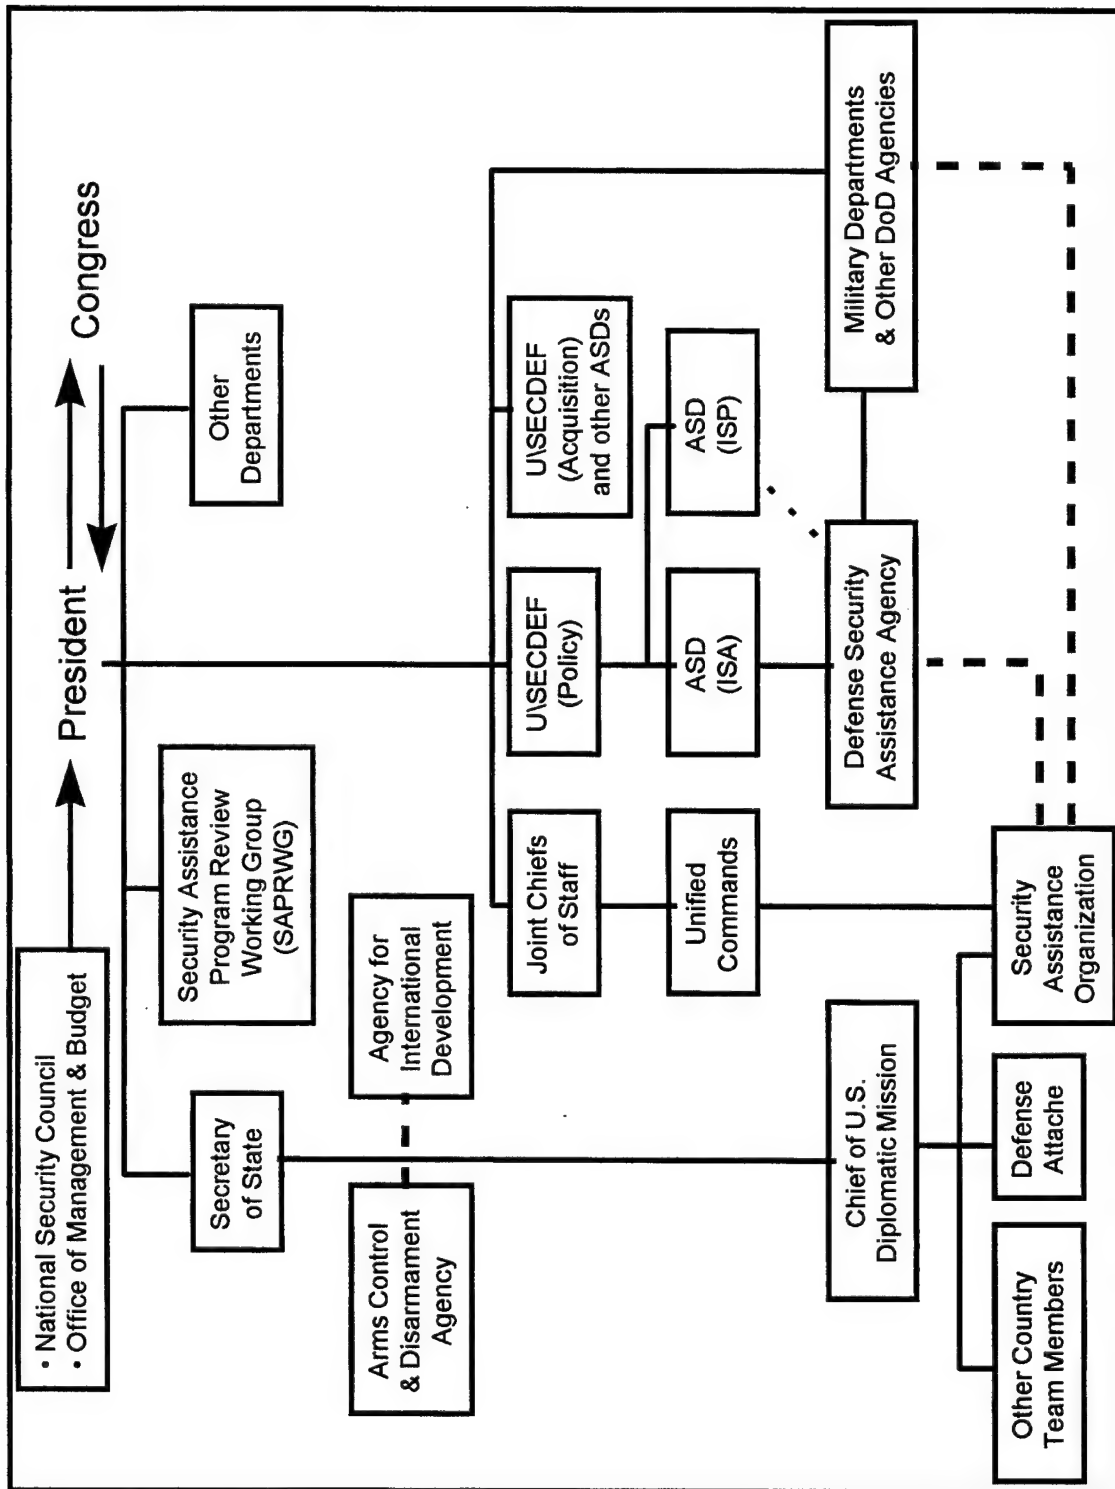 • National Security Council
• Office of Management & Budget
President
Congress
Secretary
of State
Security Assistance
Program Review
Working Group
(SAPRWG)
Other
Departments
Arms Control
& Disarmament
Agency
Agency for
International
Development
Joint Chiefs
of Staff
U\SECDEF
(Policy)
U\SECDEF
(Acquisition)
and other ASDs
Unified
Commands
ASD
(ISA)
ASD
(ISP)
Chief of U.S.
Diplomatic Mission
Defense Security
Assistance Agency
Military Departments
& Other DoD Agencies
Other Country
Team Members
Defense
Attache
Security
Assistance
Organization